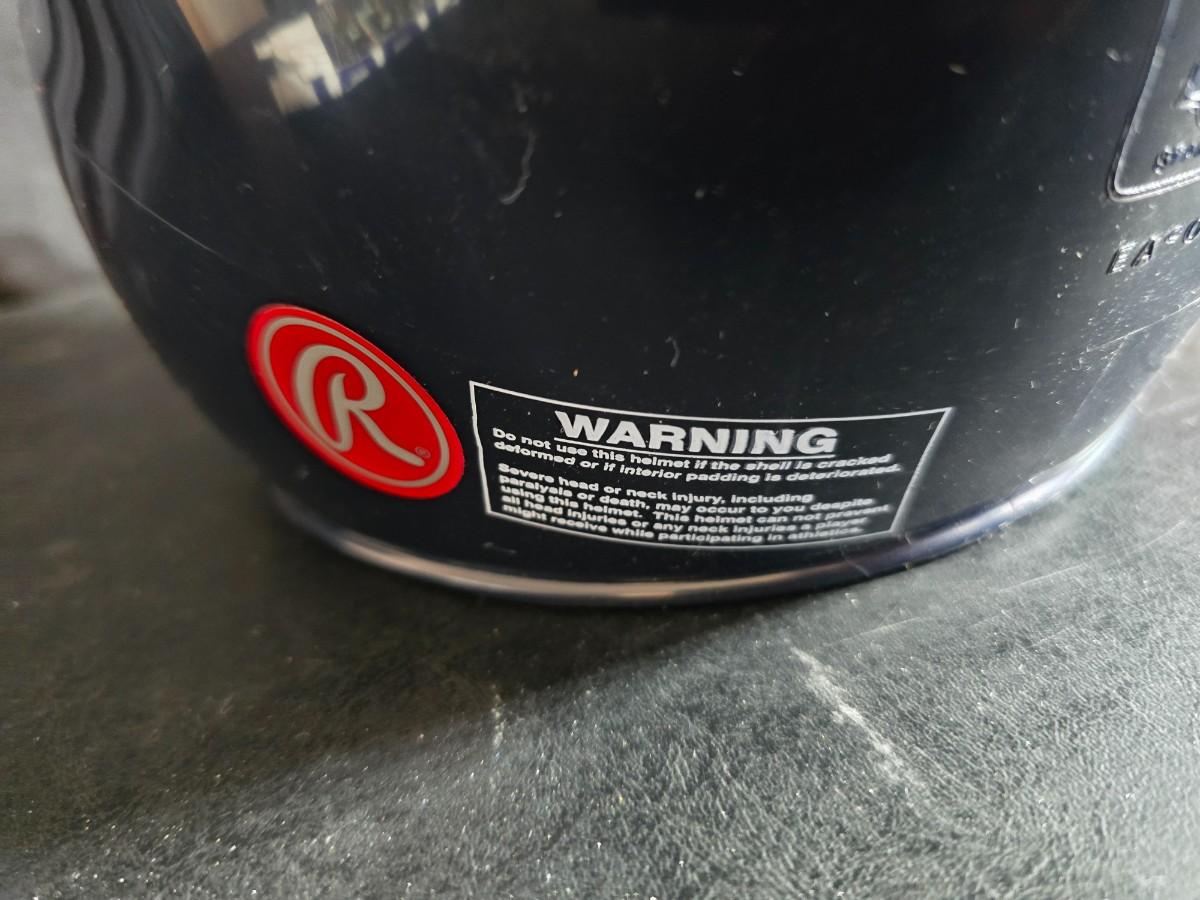 EA-
R®
WARNING
Do not use this helmet if the shell is cracked
deformed or if interior padding is deteriorated.
Severe head or neck injury, including
paralysis or death, may occur to you despite
using this helmet. This helmet can not prevent
all head injuries or any neck injuries a player
might receive while participating in